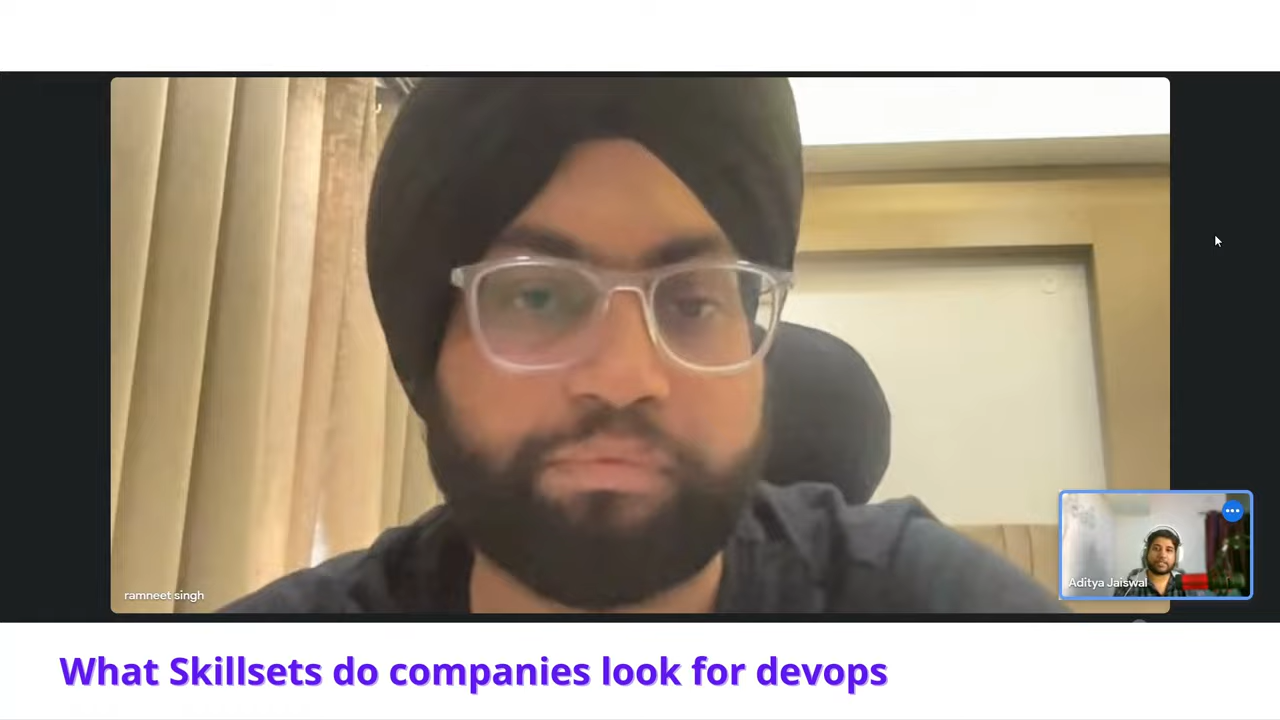 ramneet singh
Aditya Jaiswal
What Skillsets do companies look for devops